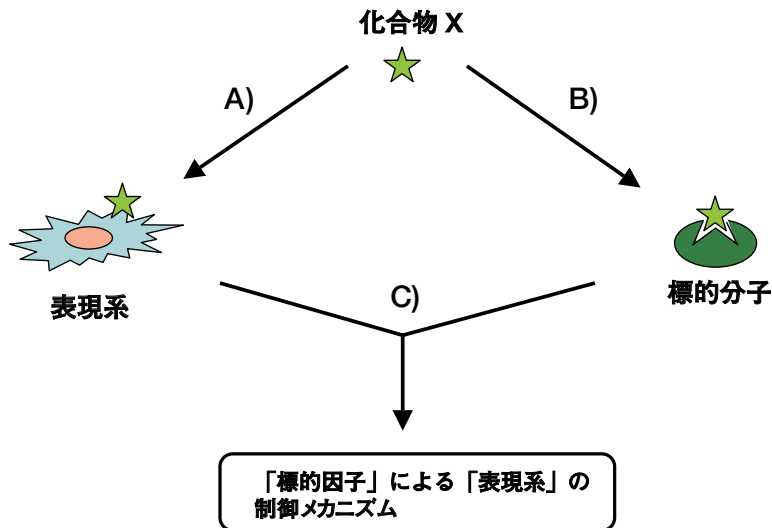 化合物 X
A)
B)
表現系
標的分子
C)
「標的因子」による「表現系」の
制御メカニズム